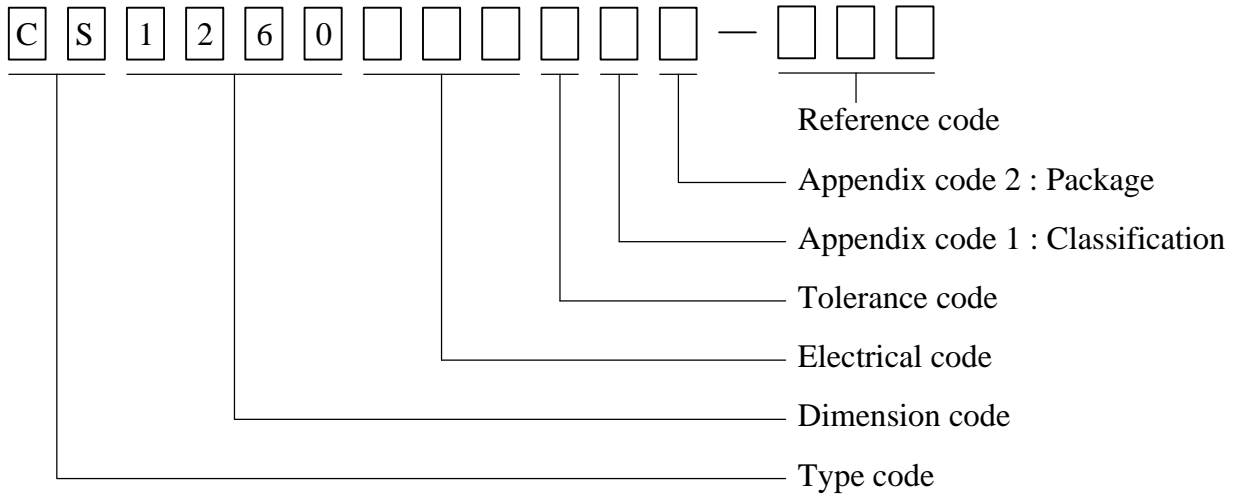 C S 1 2 6 0 —
Reference code
Appendix code 2 : Package
Appendix code 1 : Classification
Tolerance code
Electrical code
Dimension code
Type code